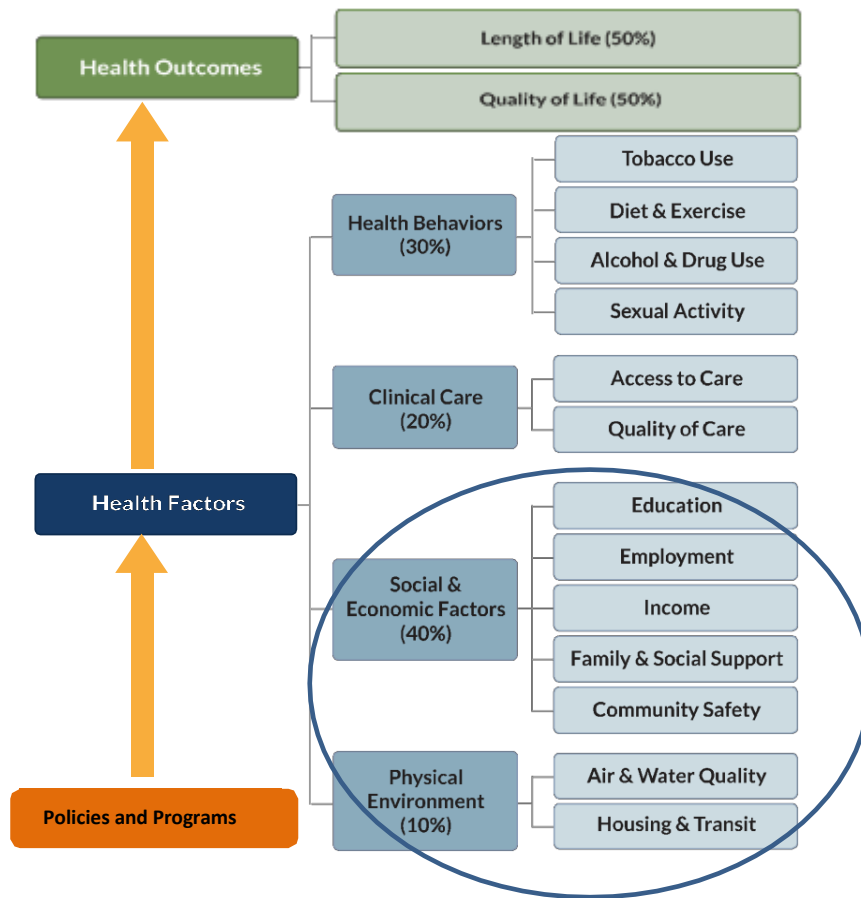 Health Outcomes
Length of Life (50%)
Quality of Life (50%)
Health Factors
Health Behaviors
(30%)
Tobacco Use
Diet & Exercise
Alcohol & Drug Use
Sexual Activity
Clinical Care
(20%)
Access to Care
Quality of Care
Social &
Economic Factors
(40%)
Education
Employment
Income
Family & Social Support
Community Safety
Physical
Environment
(10%)
Air & Water Quality
Housing & Transit
Policies and Programs